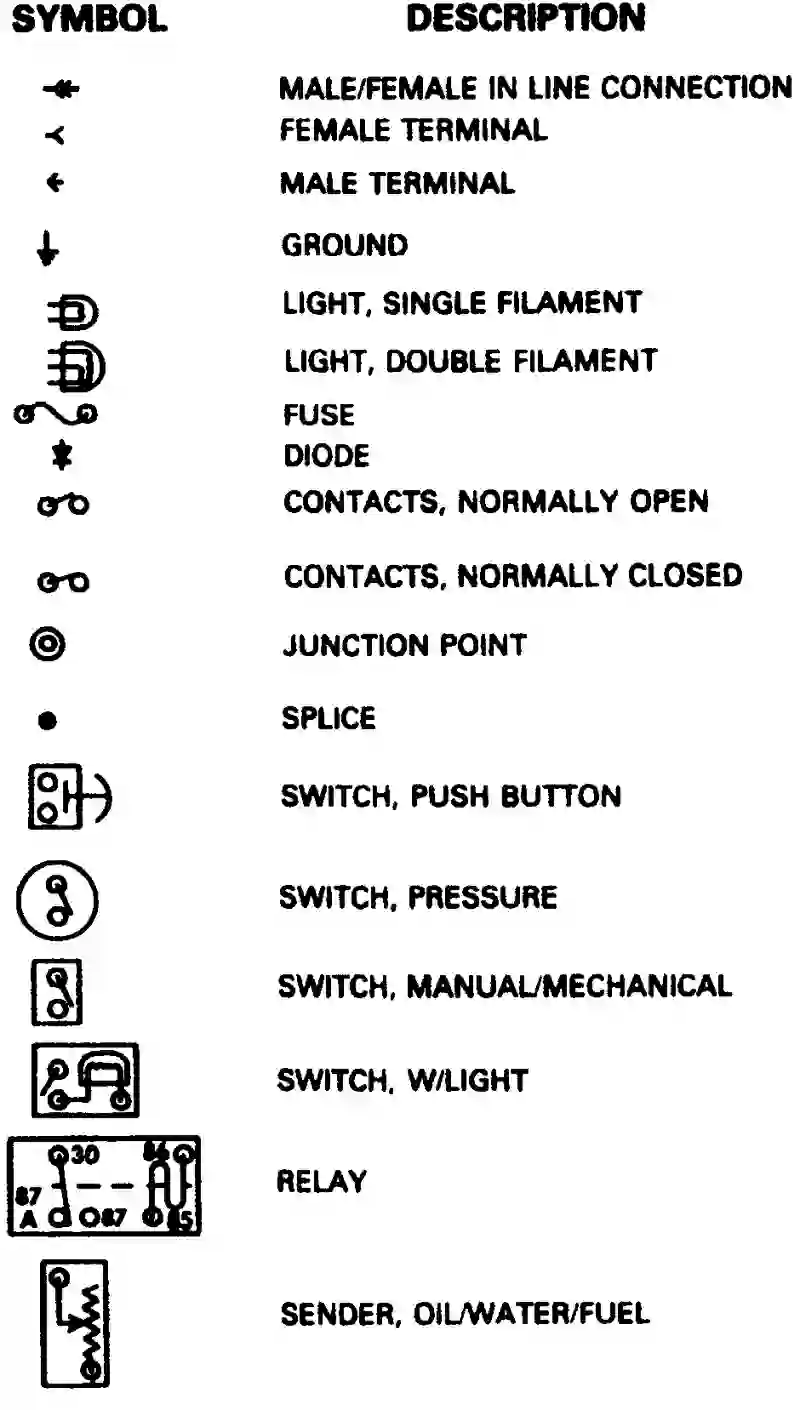 SYMBOL DESCRIPTION
MALE/FEMALE IN LINE CONNECTION
FEMALE TERMINAL
MALE TERMINAL
GROUND
LIGHT, SINGLE FILAMENT
LIGHT, DOUBLE FILAMENT
FUSE
DIODE
CONTACTS, NORMALLY OPEN
CONTACTS, NORMALLY CLOSED
JUNCTION POINT
SPLICE
SWITCH, PUSH BUTTON
SWITCH, PRESSURE
SWITCH, MANUAL/MECHANICAL
SWITCH, W/LIGHT
30 86
RELAY
87
A 87 85
SENDER, OIL/WATER/FUEL